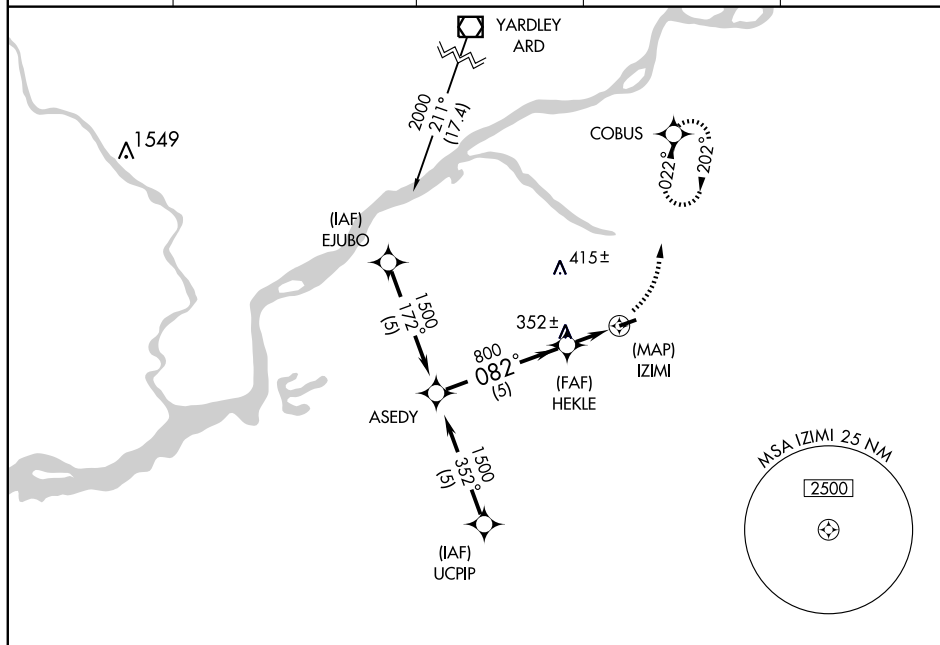 YARDLEY
ARD
2000
211°
(17.4)
1549
COBUS
022°
202°
(IAF)
EJUBO
415±
1500
172°
(5)
352±
800
082°
(5)
(MAP)
IZIMI
(FAF)
HEKLE
ASEDY
1500
352°
(5)
(IAF)
UCPIP
MSA IZIMI 25 NM
2500